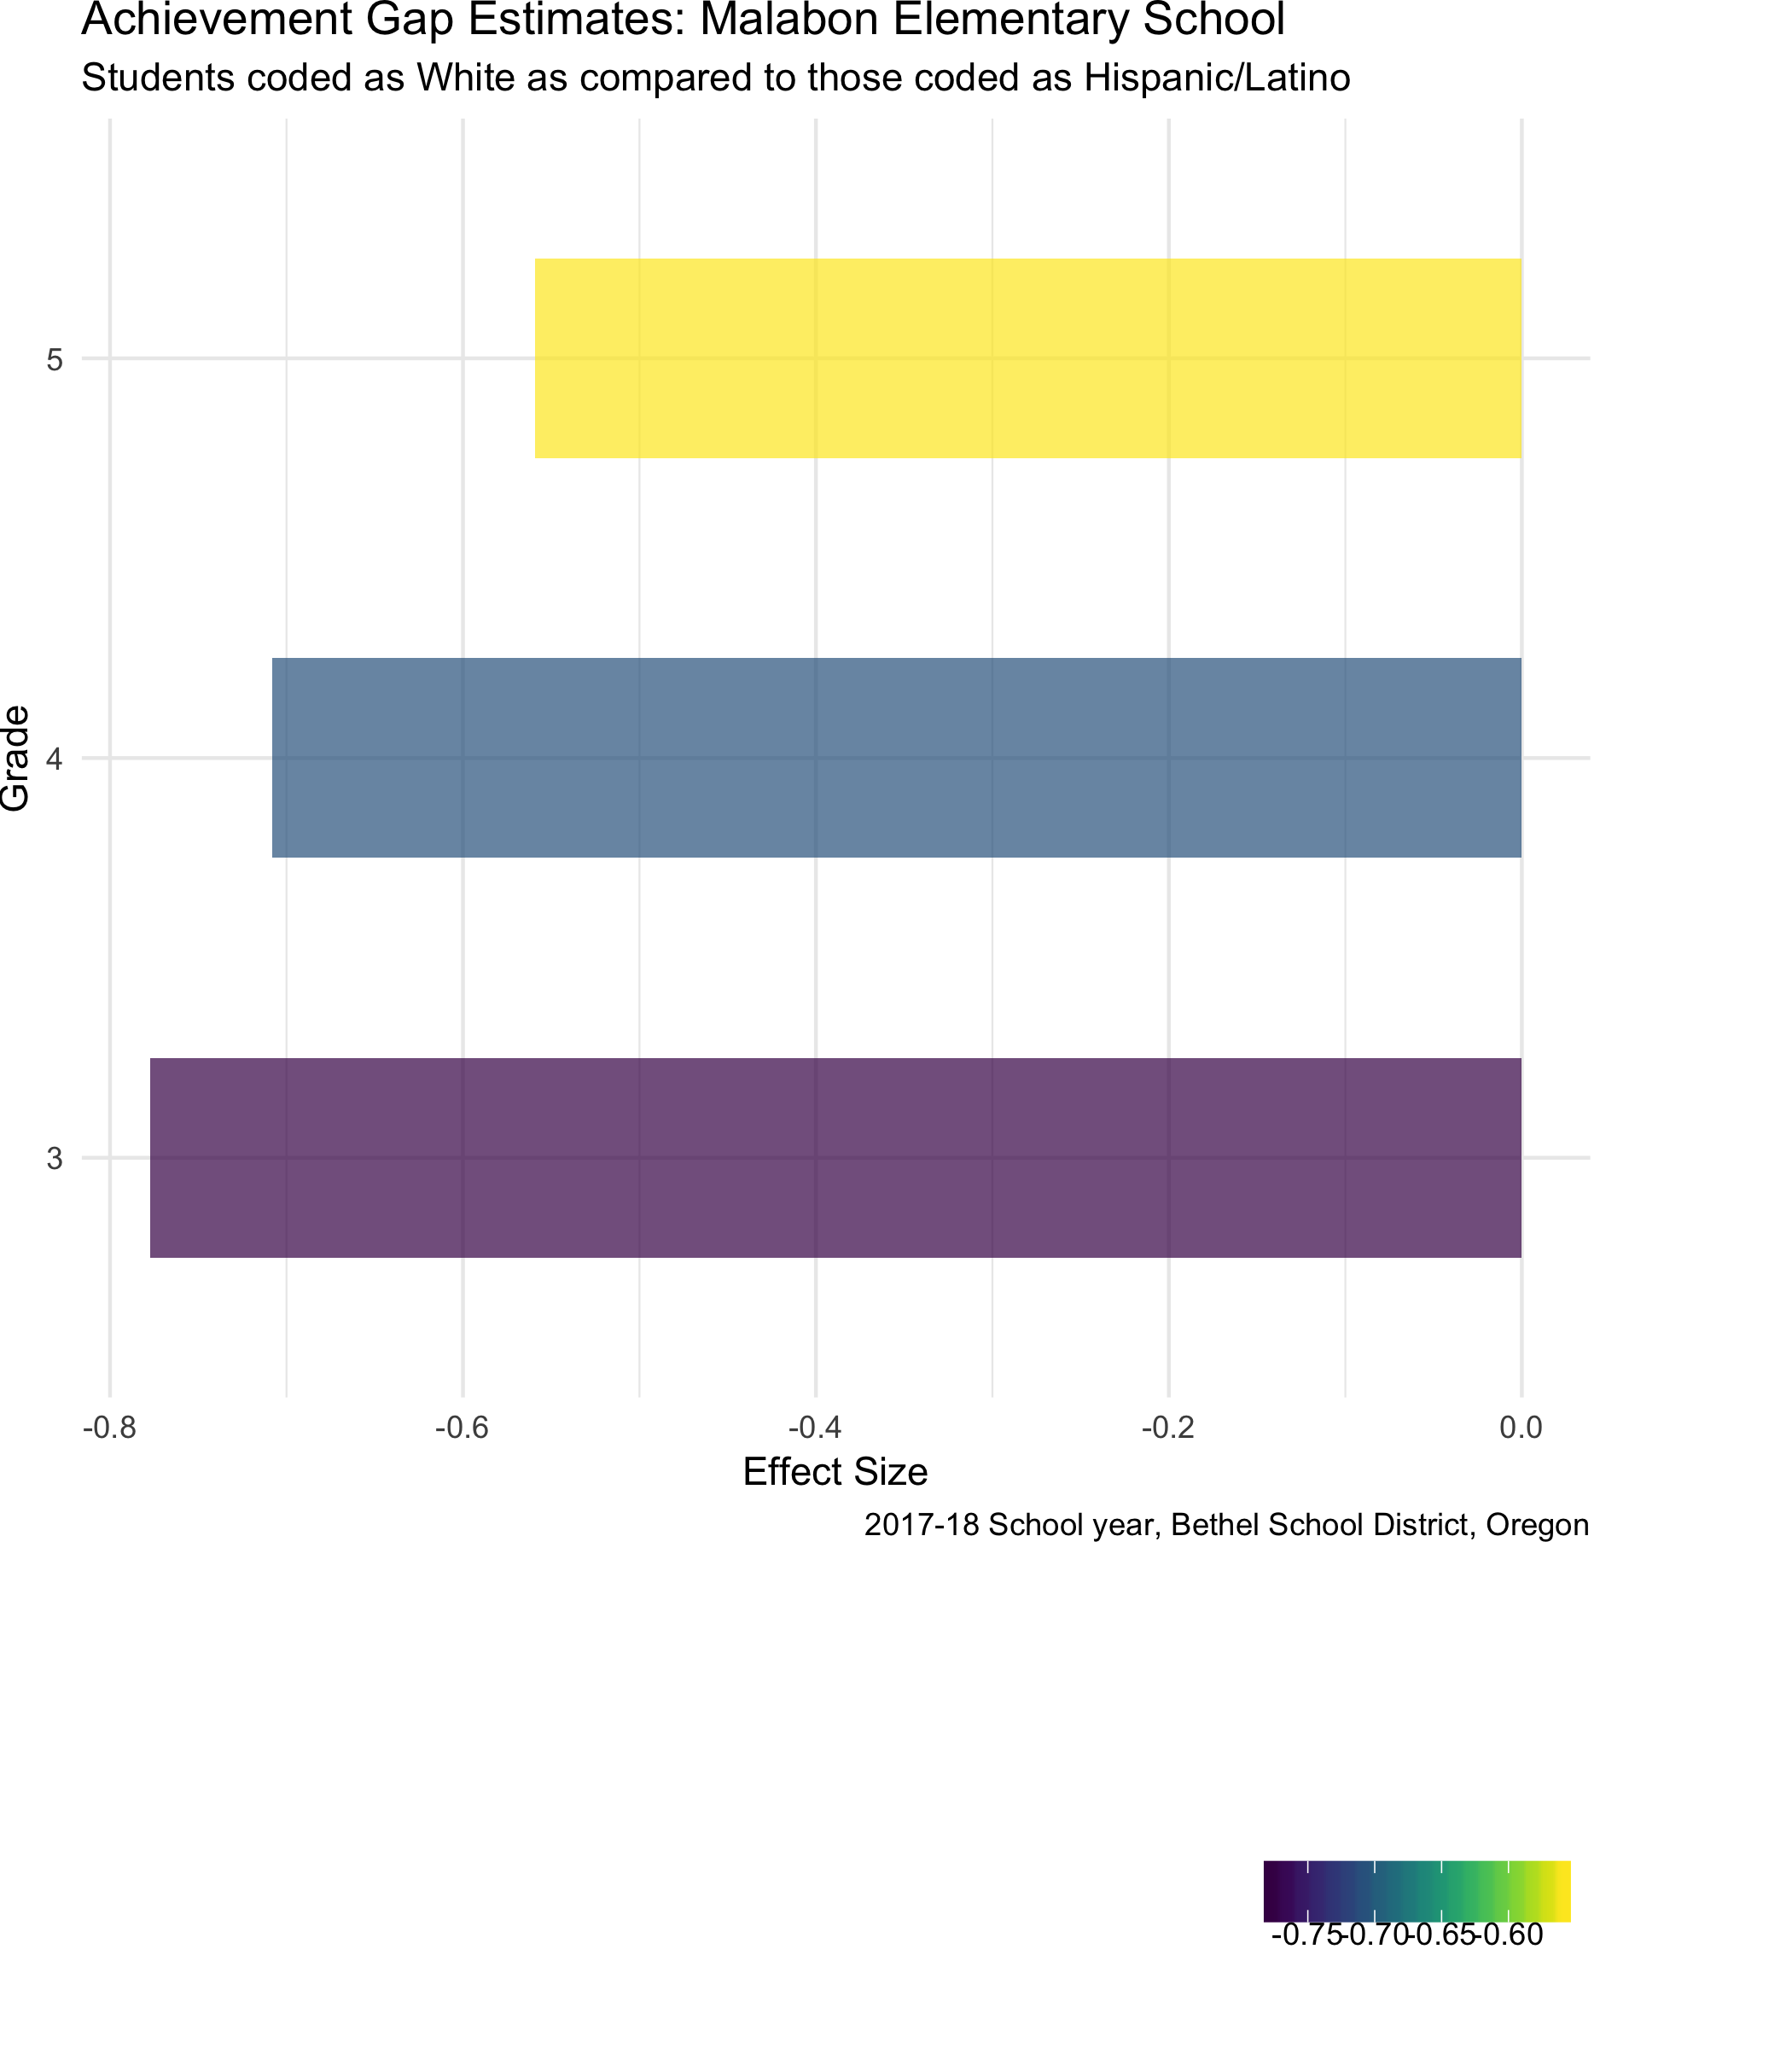 Achievement Gap Estimates: Malabon Elementary School
Students coded as White as compared to those coded as Hispanic/Latino
5
4
3
Grade
-0.8 -0.6 -0.4 -0.2 0.0
Effect Size
2017-18 School year, Bethel School District, Oregon
-0.75 -0.70 -0.65 -0.60